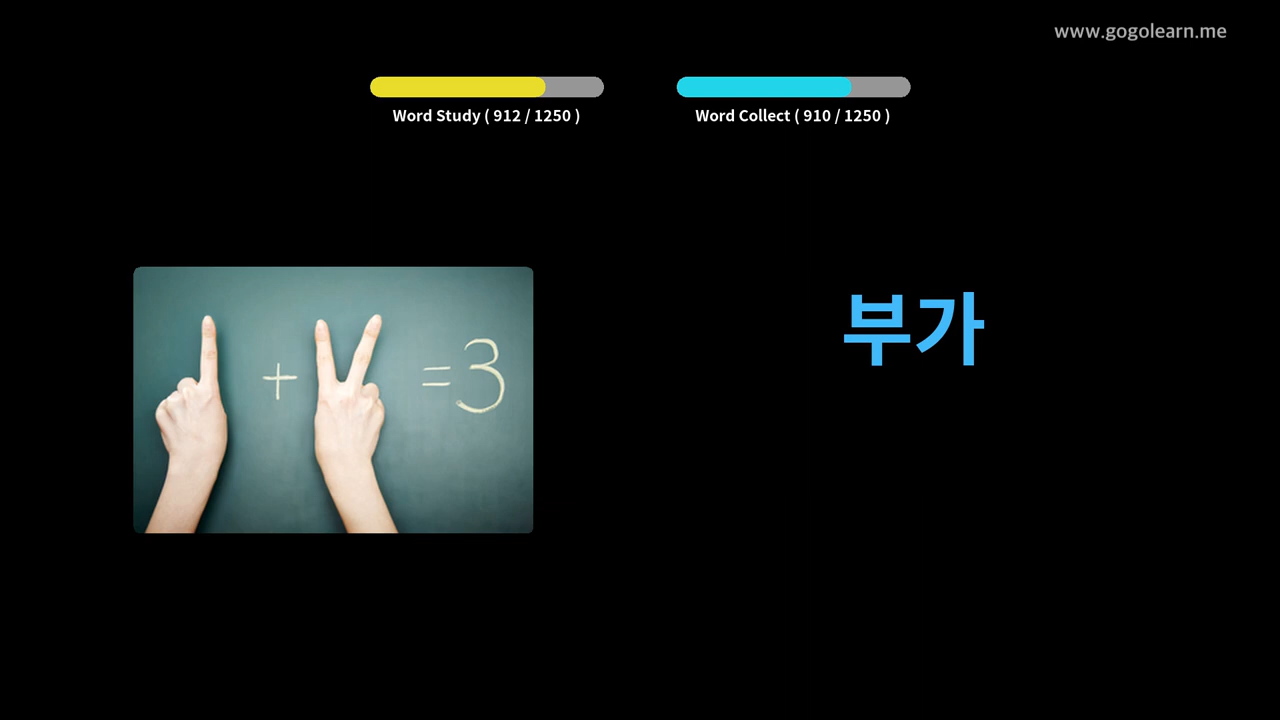 www.gogolearn.me
Word Study ( 912 / 1250 )
Word Collect ( 910 / 1250 )
부가
+ = 3